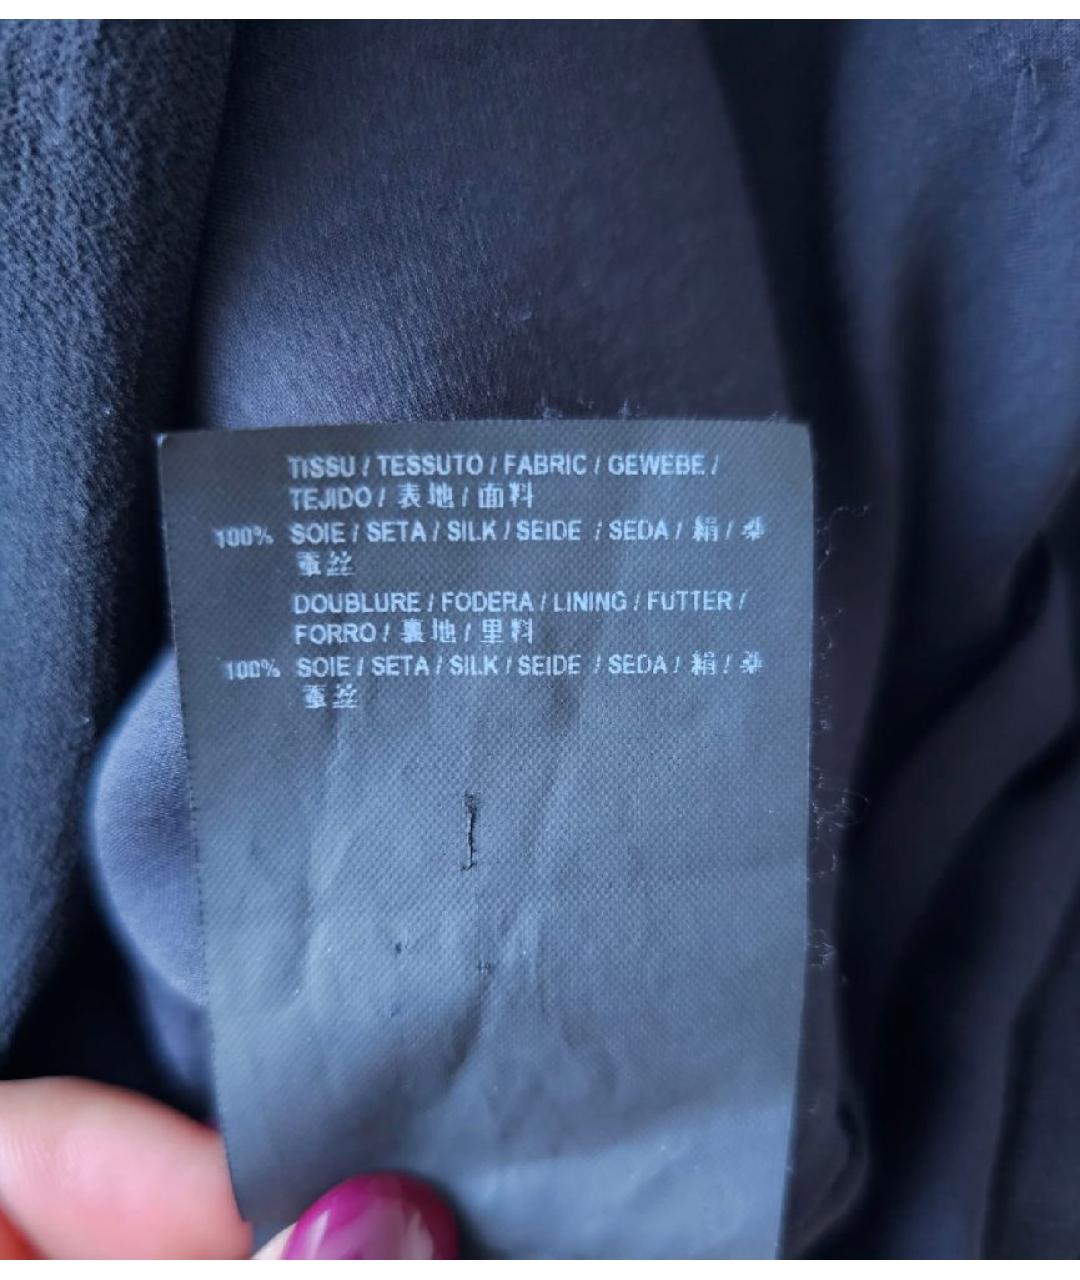 TISSU / TESSUTO / FABRIC / GEWEBE /
TEJIDO / 表地 / 面料
100% SOIE / SETA / SILK / SEIDE / SEDA / 絹 / 桑
蚕丝
DOUBLURE / FODERA / LINING / FUTTER /
FORRO / 裏地 / 里料
100% SOIE / SETA / SILK / SEIDE / SEDA / 絹 / 桑
蚕丝